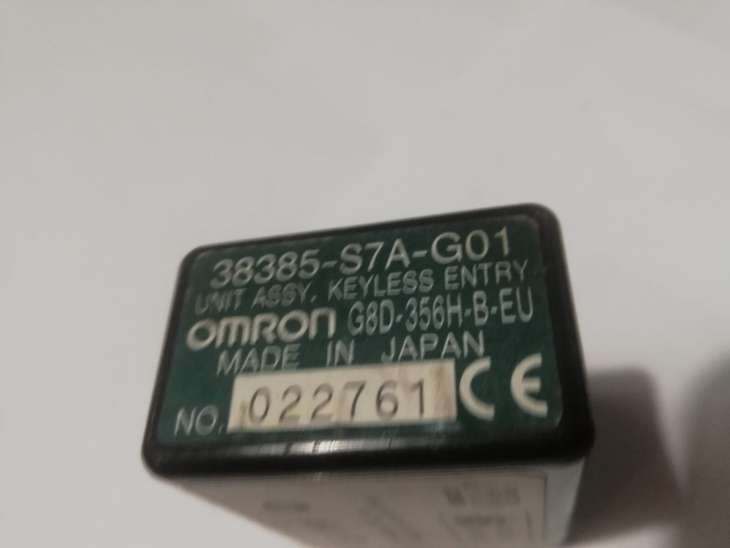 38385-S7A-G01
UNIT ASSY, KEYLESS ENTRY
OMRON G8D-356H-B-EU
MADE IN JAPAN
NO. 022761 CE